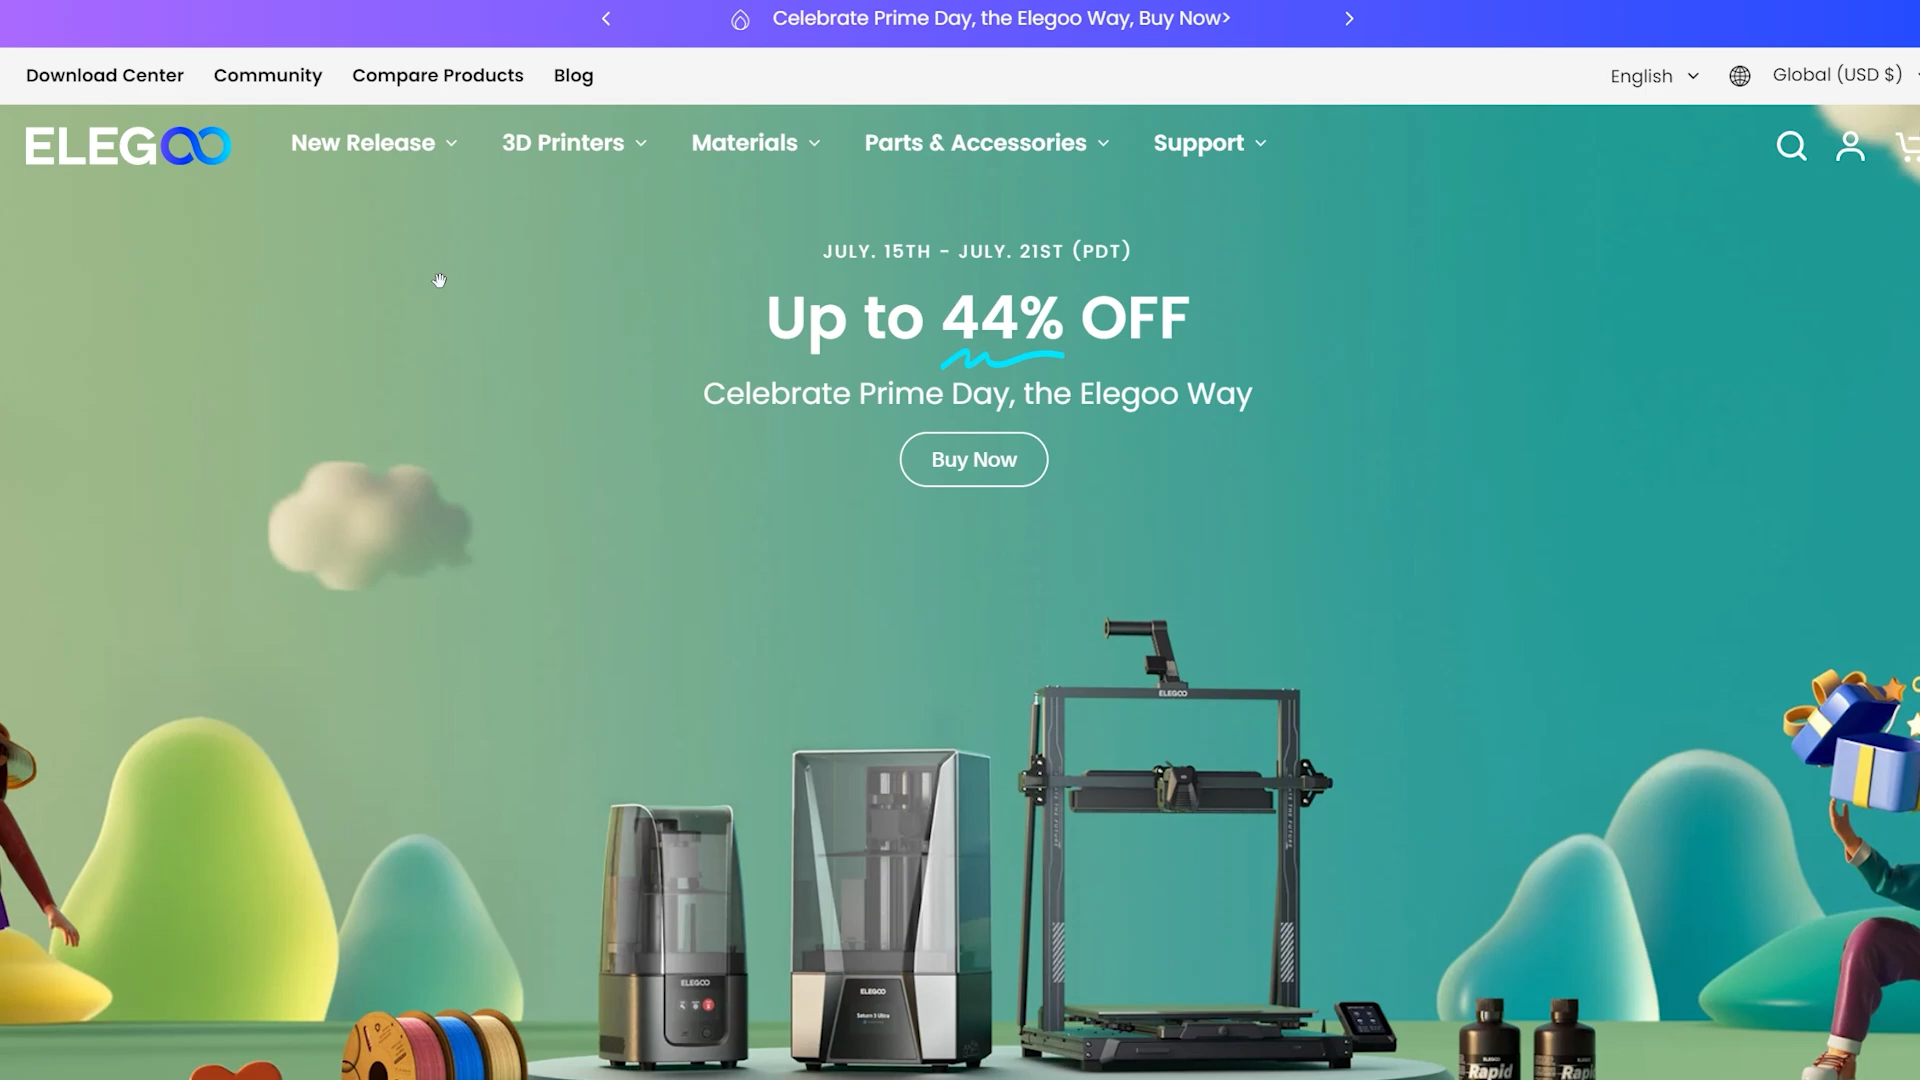 Celebrate Prime Day, the Elegoo Way, Buy Now>
Download Center Community Compare Products Blog English Global (USD $)
ELEGOO New Release 3D Printers Materials Parts & Accessories Support
JULY. 15TH - JULY. 21ST (PDT)
Up to 44% OFF
Celebrate Prime Day, the Elegoo Way
Buy Now
ELEGOO
ELEGOO
ELEGOO
Saturn 3 Ultra
ELEGOO
ELEGOO
Rapid
Rapid